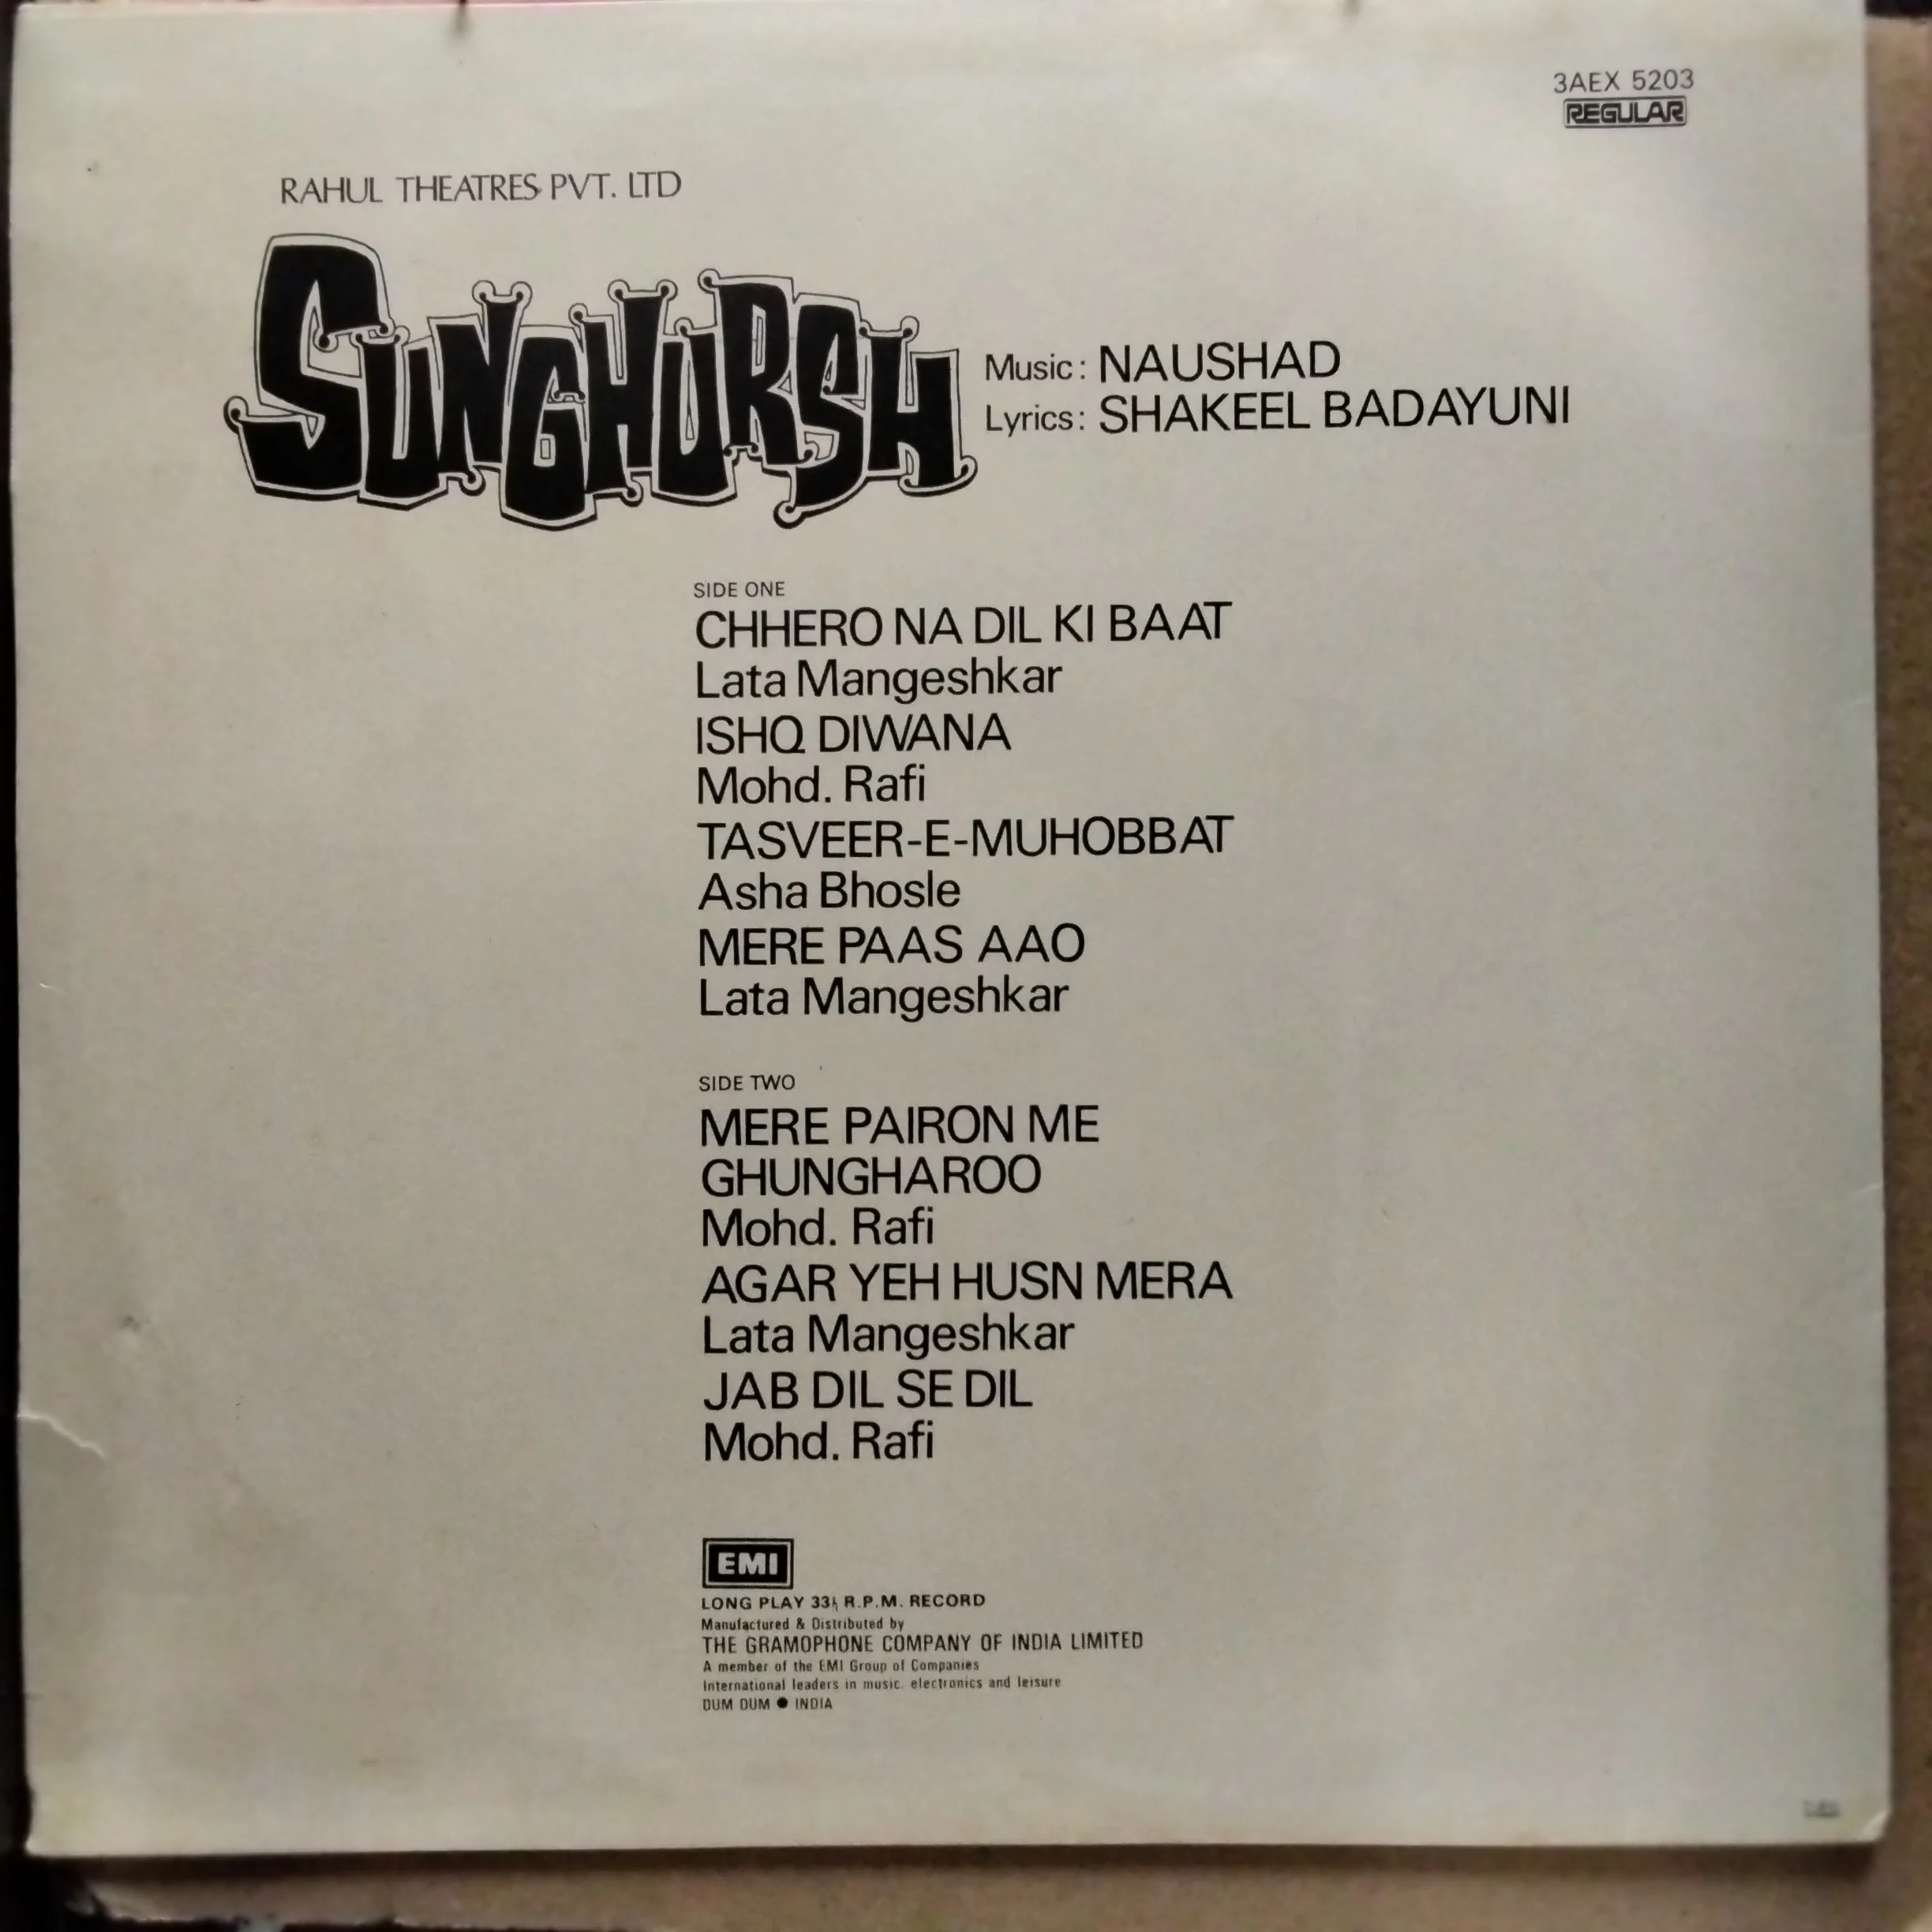 3AEX 5203
REGULAR
RAHUL THEATRES PVT. LTD
SUNGHURSH
Music: NAUSHAD
Lyrics: SHAKEEL BADAYUNI
SIDE ONE
CHHERO NA DIL KI BAAT
Lata Mangeshkar
ISHQ DIWANA
Mohd. Rafi
TASVEER-E-MUHOBBAT
Asha Bhosle
MERE PAAS AAO
Lata Mangeshkar
SIDE TWO
MERE PAIRON ME
GHUNGHAROO
Mohd. Rafi
AGAR YEH HUSN MERA
Lata Mangeshkar
JAB DIL SE DIL
Mohd. Rafi
EMI
LONG PLAY 33⅓ R.P.M. RECORD
Manufactured & Distributed by
THE GRAMOPHONE COMPANY OF INDIA LIMITED
A member of the EMI Group of Companies
International leaders in music, electronics and leisure
DUM DUM ● INDIA